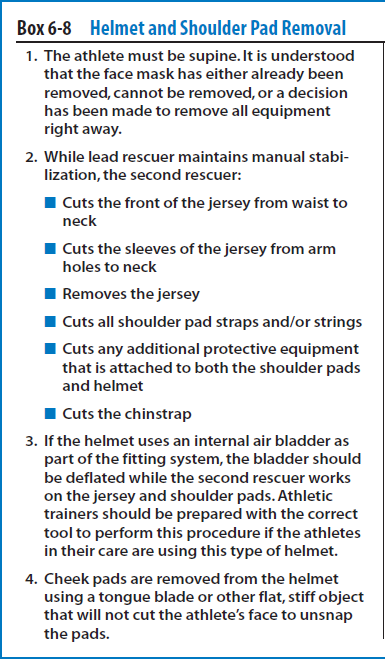 Box 6-8 Helmet and Shoulder Pad Removal
1. The athlete must be supine. It is understood
that the face mask has either already been
removed, cannot be removed, or a decision
has been made to remove all equipment
right away.
2. While lead rescuer maintains manual stabi-
lization, the second rescuer:
■ Cuts the front of the jersey from waist to
neck
■ Cuts the sleeves of the jersey from arm
holes to neck
■ Removes the jersey
■ Cuts all shoulder pad straps and/or strings
■ Cuts any additional protective equipment
that is attached to both the shoulder pads
and helmet
■ Cuts the chinstrap
3. If the helmet uses an internal air bladder as
part of the fitting system, the bladder should
be deflated while the second rescuer works
on the jersey and shoulder pads. Athletic
trainers should be prepared with the correct
tool to perform this procedure if the athletes
in their care are using this type of helmet.
4. Cheek pads are removed from the helmet
using a tongue blade or other flat, stiff object
that will not cut the athlete's face to unsnap
the pads.